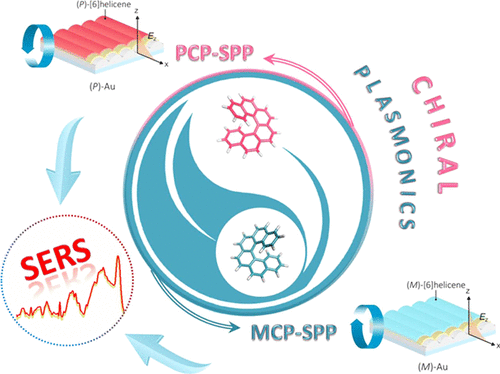 (P)-[6]helicene
z
Ez
x
(P)-Au
PCP-SPP
CHIRAL
PLASMONICS
SERS
MCP-SPP
(M)-[6]helicene
z
Ez
x
(M)-Au